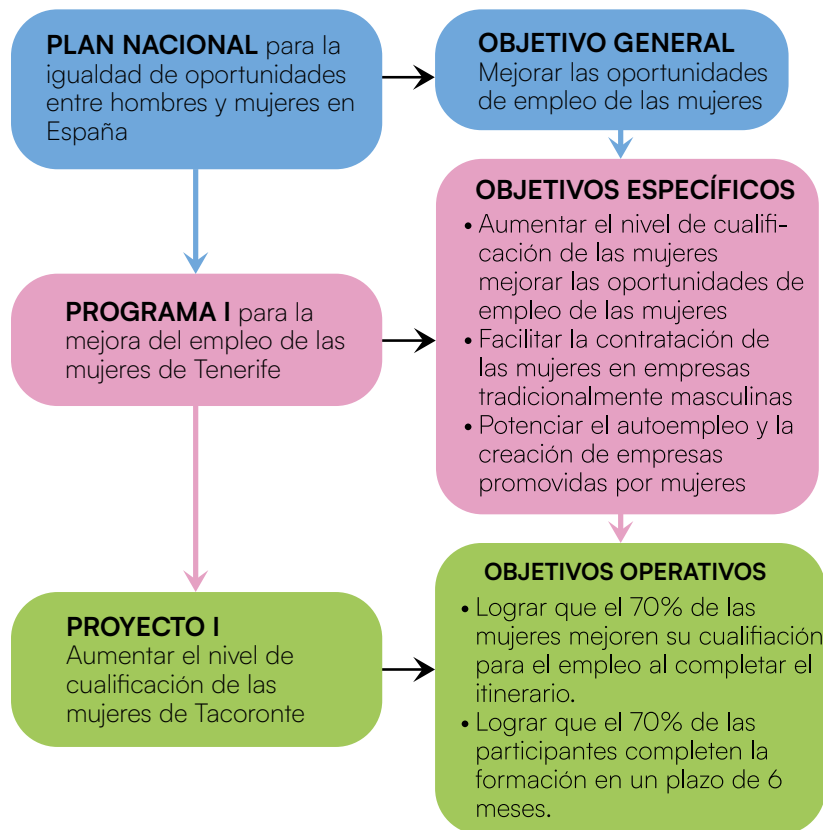 PLAN NACIONAL para la
igualdad de oportunidades
entre hombres y mujeres en
España
OBJETIVO GENERAL
Mejorar las oportunidades
de empleo de las mujeres
PROGRAMA I para la
mejora del empleo de las
mujeres de Tenerife
OBJETIVOS ESPECÍFICOS
• Aumentar el nivel de cualifi-
cación de las mujeres
mejorar las oportunidades de
empleo de las mujeres
• Facilitar la contratación de
las mujeres en empresas
tradicionalmente masculinas
• Potenciar el autoempleo y la
creación de empresas
promovidas por mujeres
PROYECTO I
Aumentar el nivel de
cualificación de las
mujeres de Tacoronte
OBJETIVOS OPERATIVOS
• Lograr que el 70% de las
mujeres mejoren su cualifiación
para el empleo al completar el
itinerario.
• Lograr que el 70% de las
participantes completen la
formación en un plazo de 6
meses.